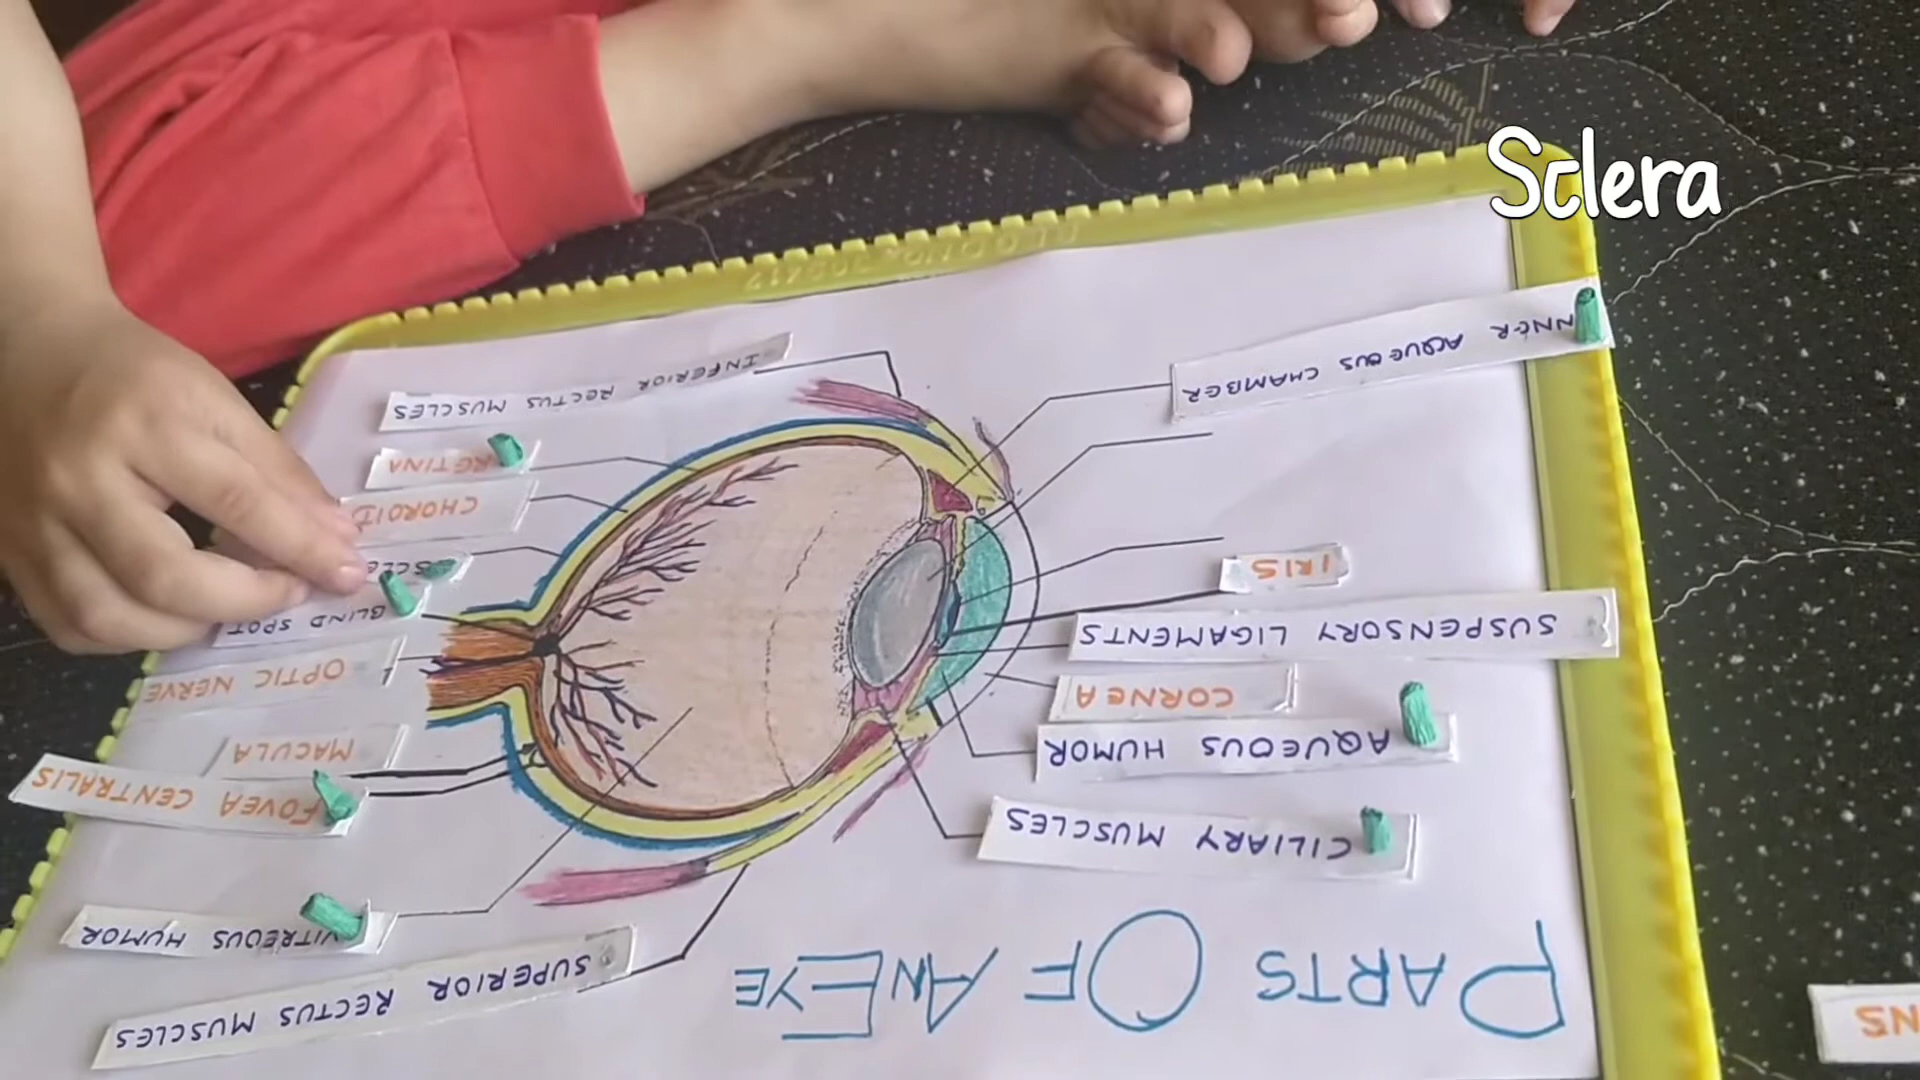 Sclera
PARTS OF AN EYE
SUPERIOR RECTUS MUSCLES
VITREOUS HUMOR
FOVEA CENTRALIS
MACULA
OPTIC NERVE
BLIND SPOT
CHOROID
RETINA
INFERIOR RECTUS MUSCLES
CILIARY MUSCLES
AQUEOUS HUMOR
CORNEA
SUSPENSORY LIGAMENTS
IRIS
NNER AQUEOUS CHAMBER